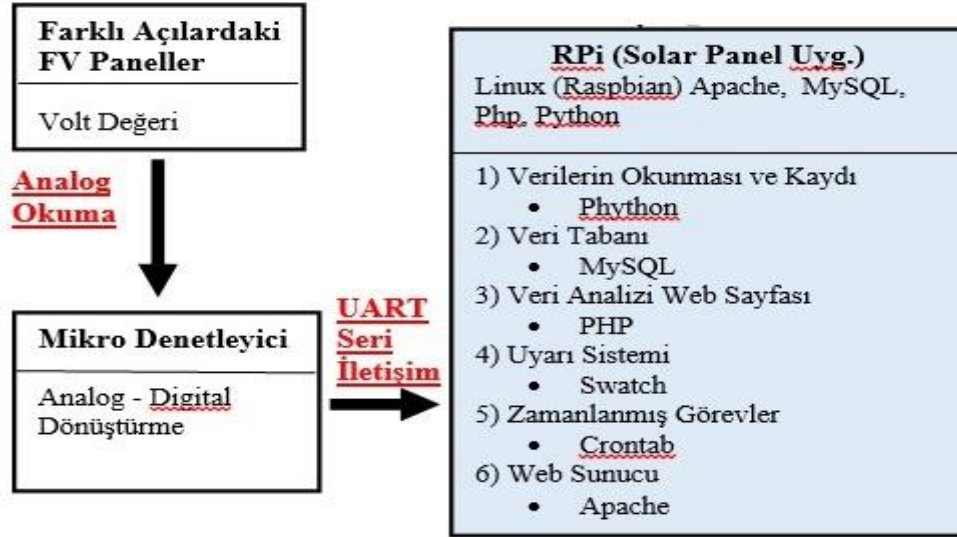 Farklı Açılardaki
FV Paneller
Volt Değeri
Analog
Okuma
Mikro Denetleyici
Analog - Digital
Dönüştürme
UART
Seri
İletişim
RPi (Solar Panel Uyg.)
Linux (Raspbian) Apache, MySQL,
Php, Python
1) Verilerin Okunması ve Kaydı
• Phython
2) Veri Tabanı
• MySQL
3) Veri Analizi Web Sayfası
• PHP
4) Uyarı Sistemi
• Swatch
5) Zamanlanmış Görevler
• Crontab
6) Web Sunucu
• Apache